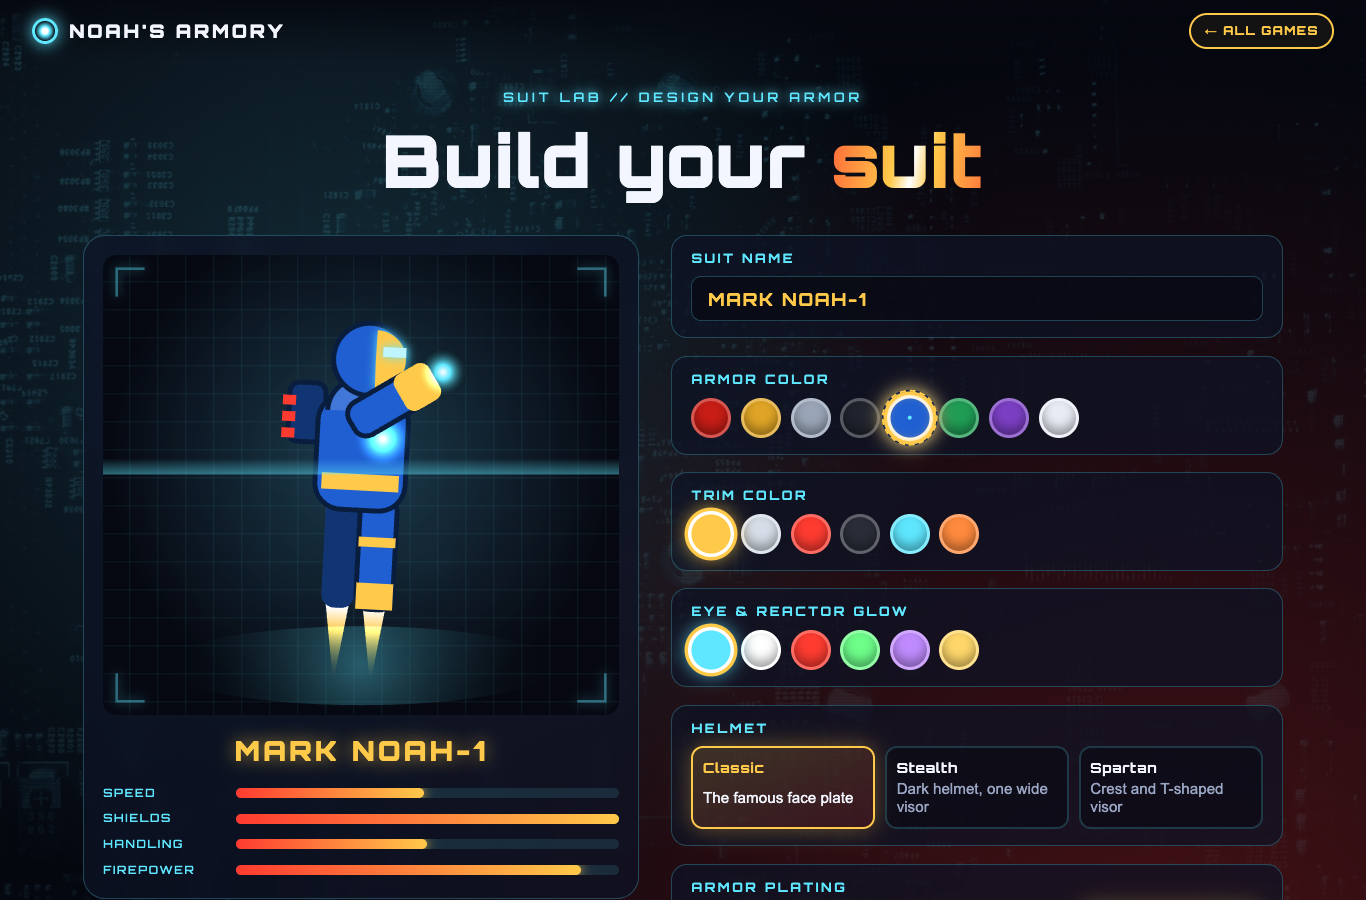 NOAH'S ARMORY
← ALL GAMES
SUIT LAB // DESIGN YOUR ARMOR
Build your suit
MARK NOAH-1
SPEED
SHIELDS
HANDLING
FIREPOWER
SUIT NAME
MARK NOAH-1
ARMOR COLOR
TRIM COLOR
EYE & REACTOR GLOW
HELMET
Classic
The famous face plate
Stealth
Dark helmet, one wide
visor
Spartan
Crest and T-shaped
visor
ARMOR PLATING